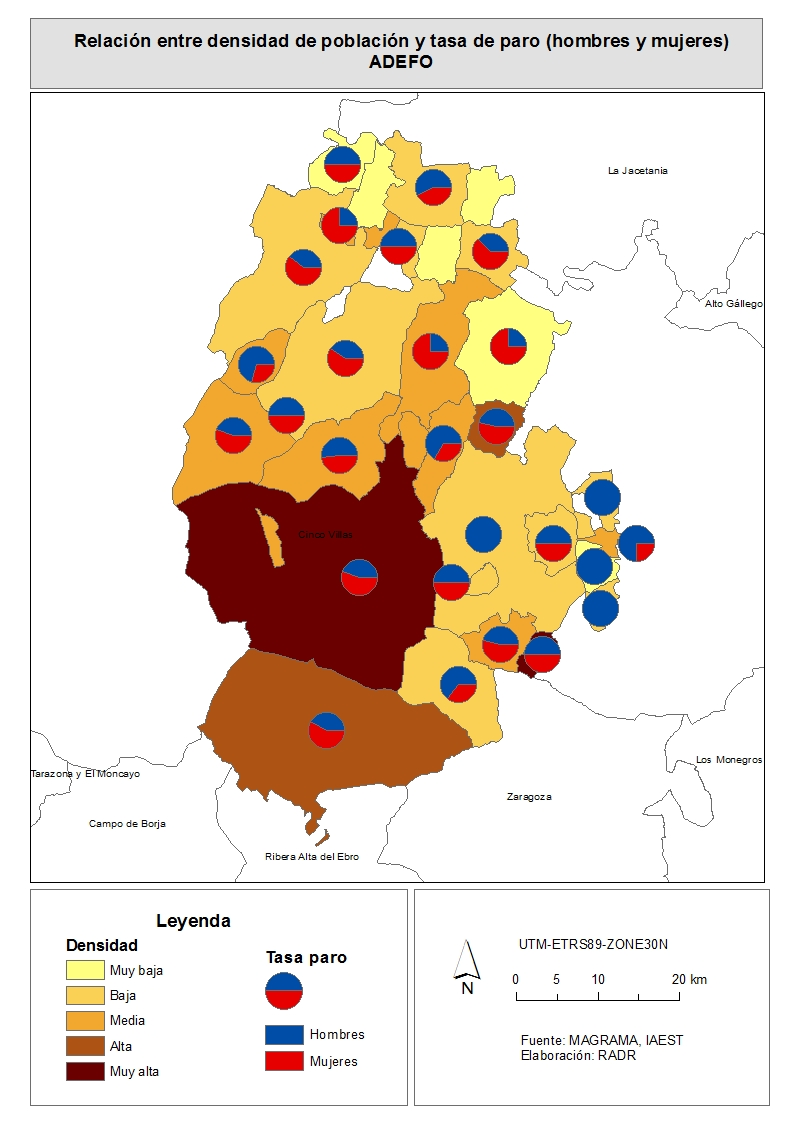 Relación entre densidad de población y tasa de paro (hombres y mujeres)
ADEFO
La Jacetania
Alto Gállego
Cinco Villas
Los Monegros
Tarazona y El Moncayo
Zaragoza
Campo de Borja
Ribera Alta del Ebro
Leyenda
Densidad
Muy baja
Baja
Media
Alta
Muy alta
Tasa paro
Hombres
Mujeres
N
UTM-ETRS89-ZONE30N
0 5 10 20 km
Fuente: MAGRAMA, IAEST
Elaboración: RADR